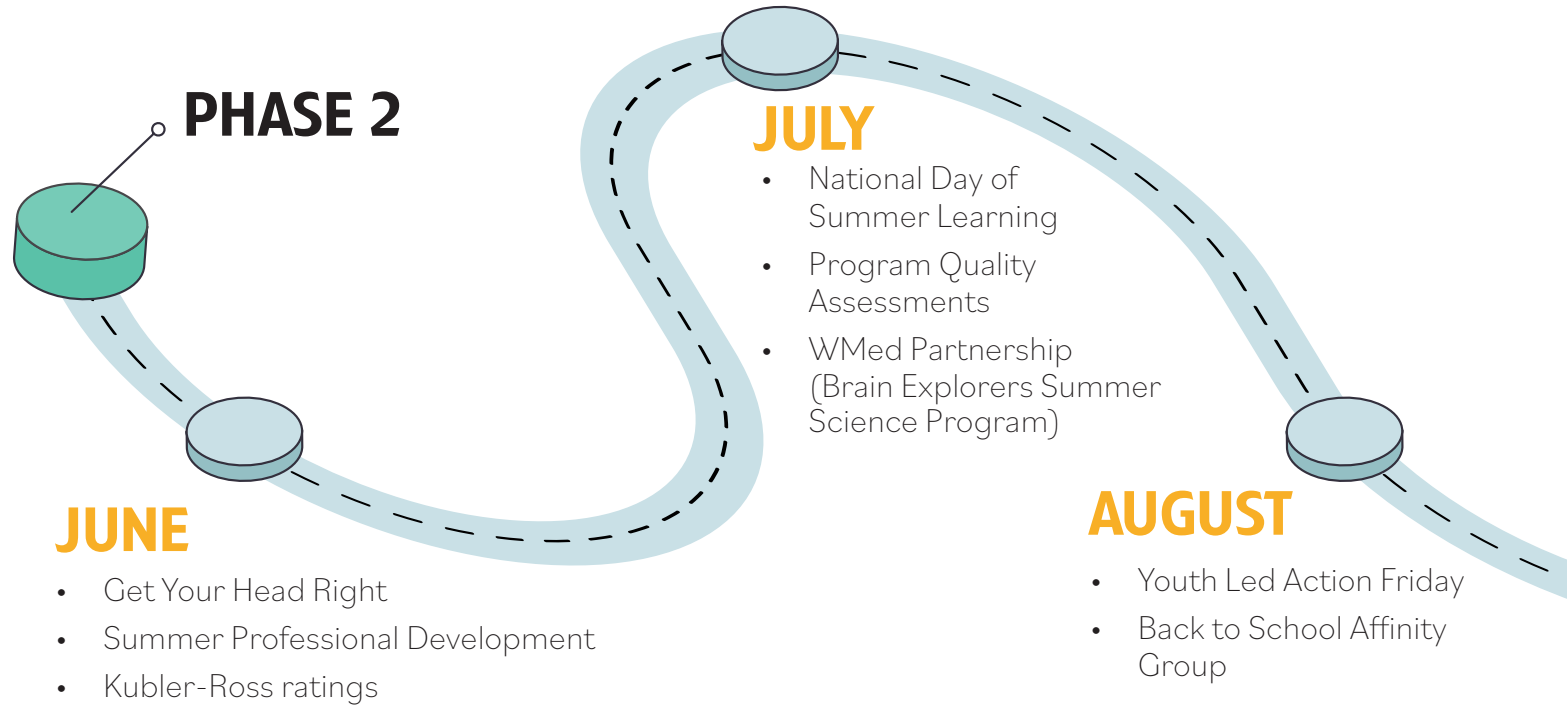 PHASE 2
JUNE
• Get Your Head Right
• Summer Professional Development
• Kubler-Ross ratings
JULY
• National Day of
Summer Learning
• Program Quality
Assessments
• WMed Partnership
(Brain Explorers Summer
Science Program)
AUGUST
• Youth Led Action Friday
• Back to School Affinity
Group